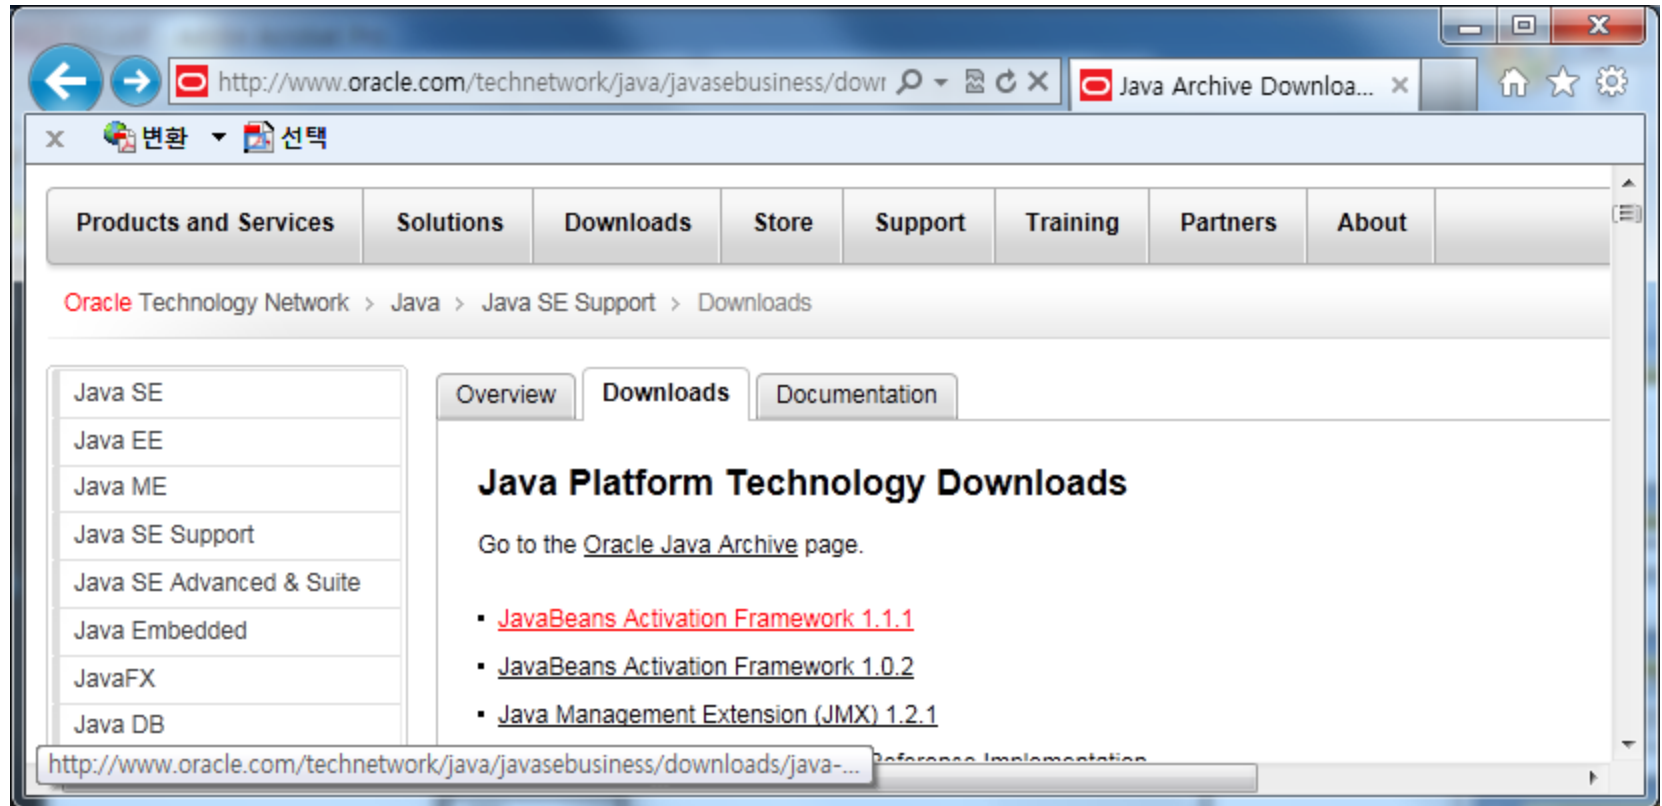 http://www.oracle.com/technetwork/java/javasebusiness/dowr
Java Archive Downloa...
변환 선택
Products and Services Solutions Downloads Store Support Training Partners About
Oracle Technology Network > Java > Java SE Support > Downloads
Java SE
Java EE
Java ME
Java SE Support
Java SE Advanced & Suite
Java Embedded
JavaFX
Java DB
Overview Downloads Documentation
Java Platform Technology Downloads
Go to the Oracle Java Archive page.
JavaBeans Activation Framework 1.1.1
JavaBeans Activation Framework 1.0.2
Java Management Extension (JMX) 1.2.1
Reference Implementation
http://www.oracle.com/technetwork/java/javasebusiness/downloads/java-...